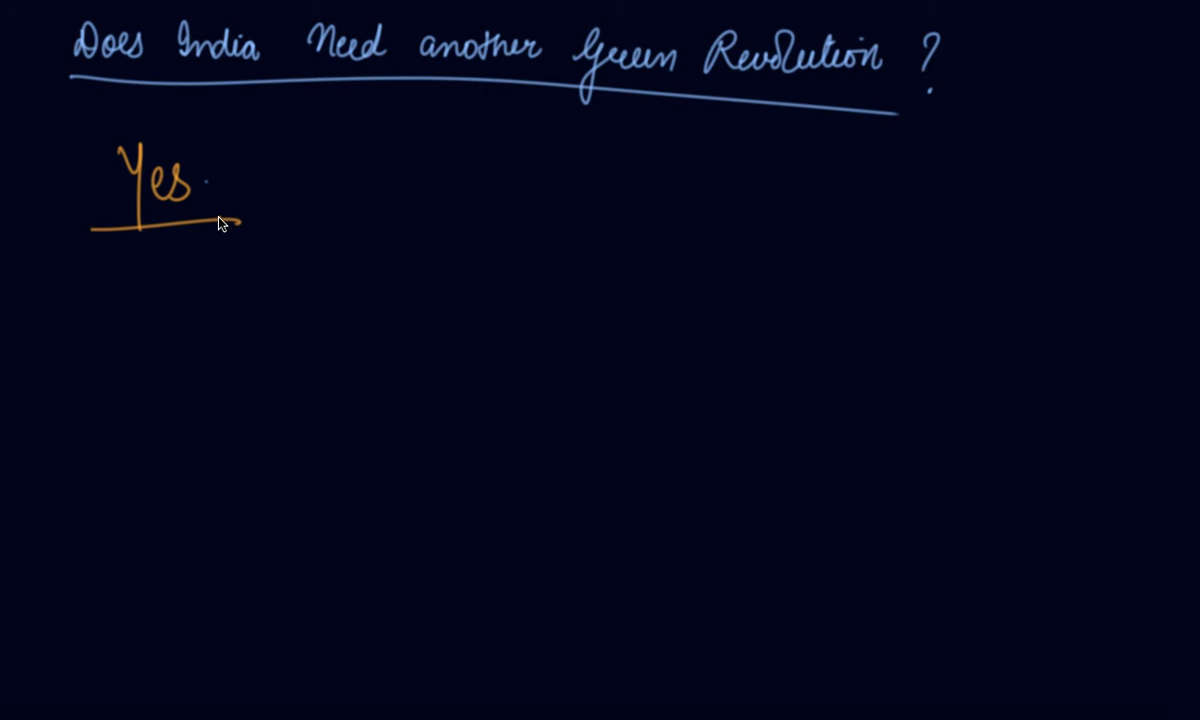 Does India Need another Green Revolution ?
Yes.